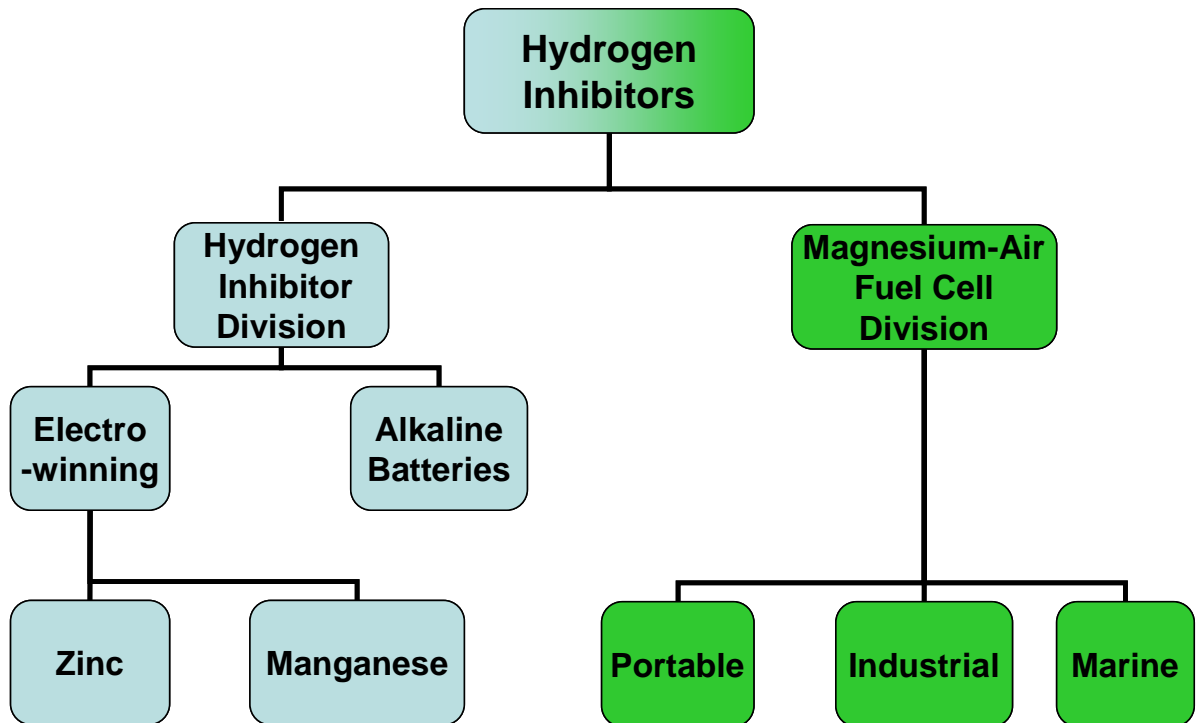 Hydrogen
Inhibitors
Hydrogen
Inhibitor
Division
Magnesium-Air
Fuel Cell
Division
Electro
-winning
Alkaline
Batteries
Zinc
Manganese
Portable
Industrial
Marine